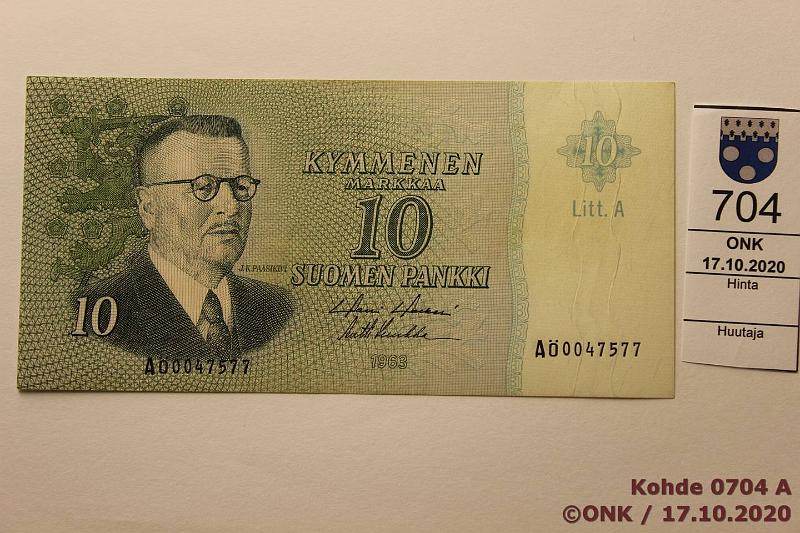 KYMMENEN
MARKKAA
10
SUOMEN PANKKI
J.K.PAASIKIVI
10
1963
AÖ0047577
10
Litt. A
AÖ0047577
704
ONK
17.10.2020
Hinta
Huutaja
Kohde 0704 A
©ONK / 17.10.2020